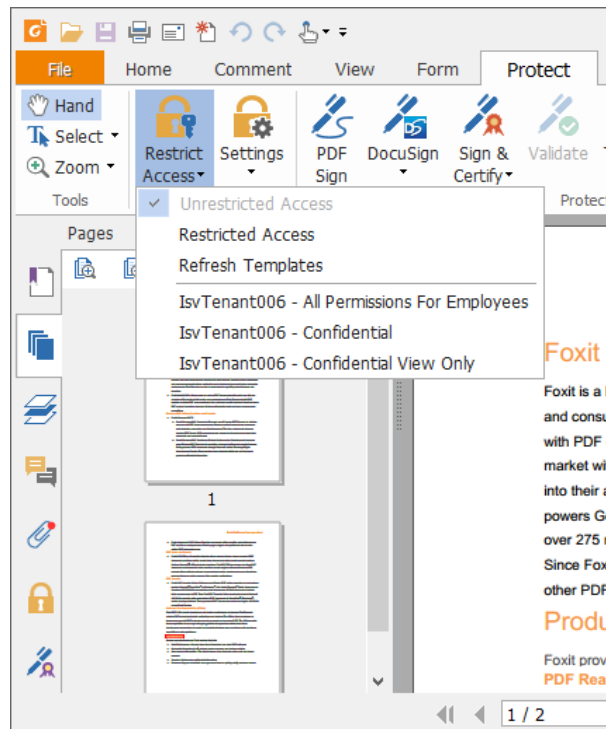 File Home Comment View Form Protect
Hand
Select
Zoom
Tools
Restrict Access
Settings
PDF Sign
DocuSign
Sign & Certify
Validate
Protect
Unrestricted Access
Restricted Access
Refresh Templates
IsvTenant006 - All Permissions For Employees
IsvTenant006 - Confidential
IsvTenant006 - Confidential View Only
Pages
1
Foxit
Foxit is a
and consu
with PDF
market wi
into their a
powers G
over 275
Since Fox
other PDF
Produ
Foxit prov
PDF Rea
1 / 2